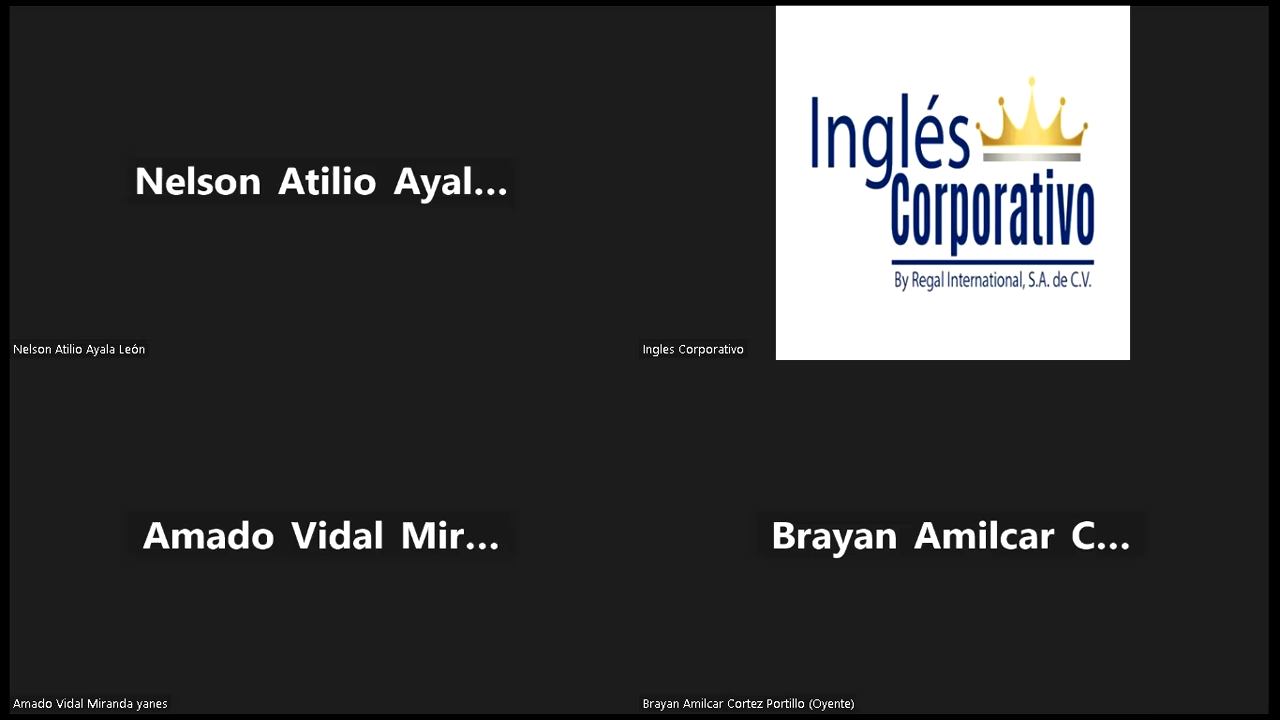 Nelson Atilio Ayal...
Nelson Atilio Ayala León
Inglés
Corporativo
By Regal International, S.A. de C.V.
Ingles Corporativo
Amado Vidal Mir...
Amado Vidal Miranda yanes
Brayan Amilcar C...
Brayan Amilcar Cortez Portillo (Oyente)